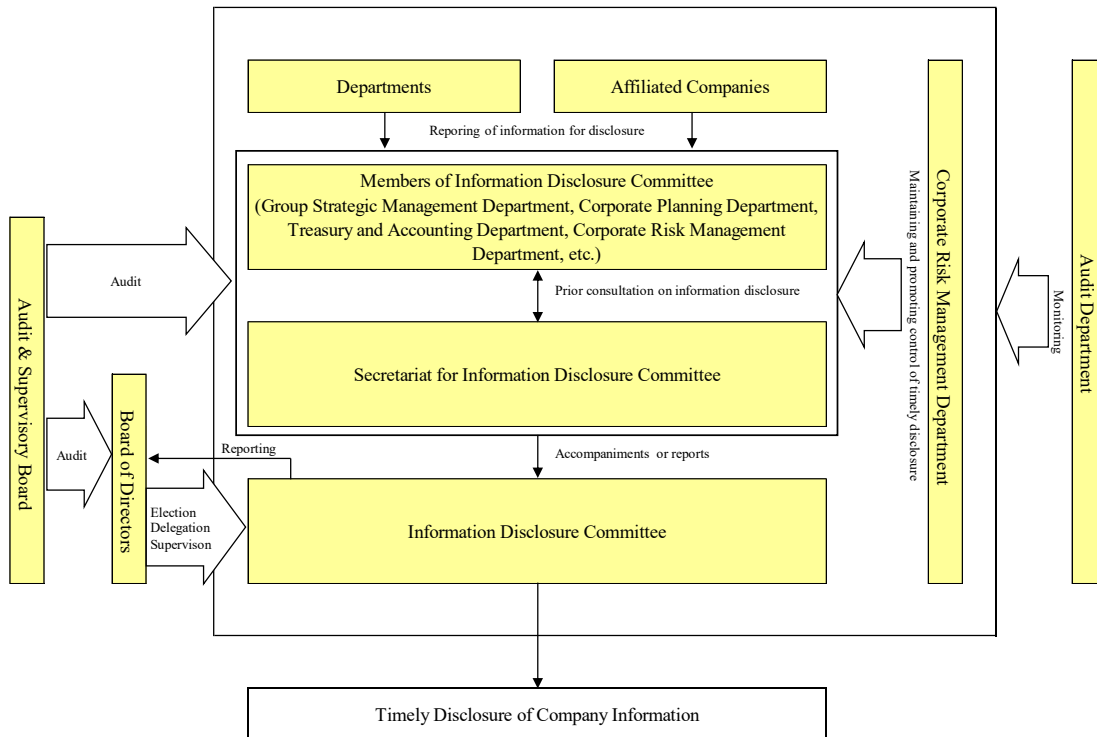 Departments
Affiliated Companies
Reporting of information for disclosure
Members of Information Disclosure Committee
(Group Strategic Management Department, Corporate Planning Department,
Treasury and Accounting Department, Corporate Risk Management
Department, etc.)
Prior consultation on information disclosure
Secretariat for Information Disclosure Committee
Accompaniments or reports
Information Disclosure Committee
Timely Disclosure of Company Information
Audit & Supervisory Board
Audit
Audit
Board of Directors
Reporting
Election
Delegation
Supervison
Maintaining and promoting control of timely disclosure
Corporate Risk Management Department
Monitoring
Audit Department